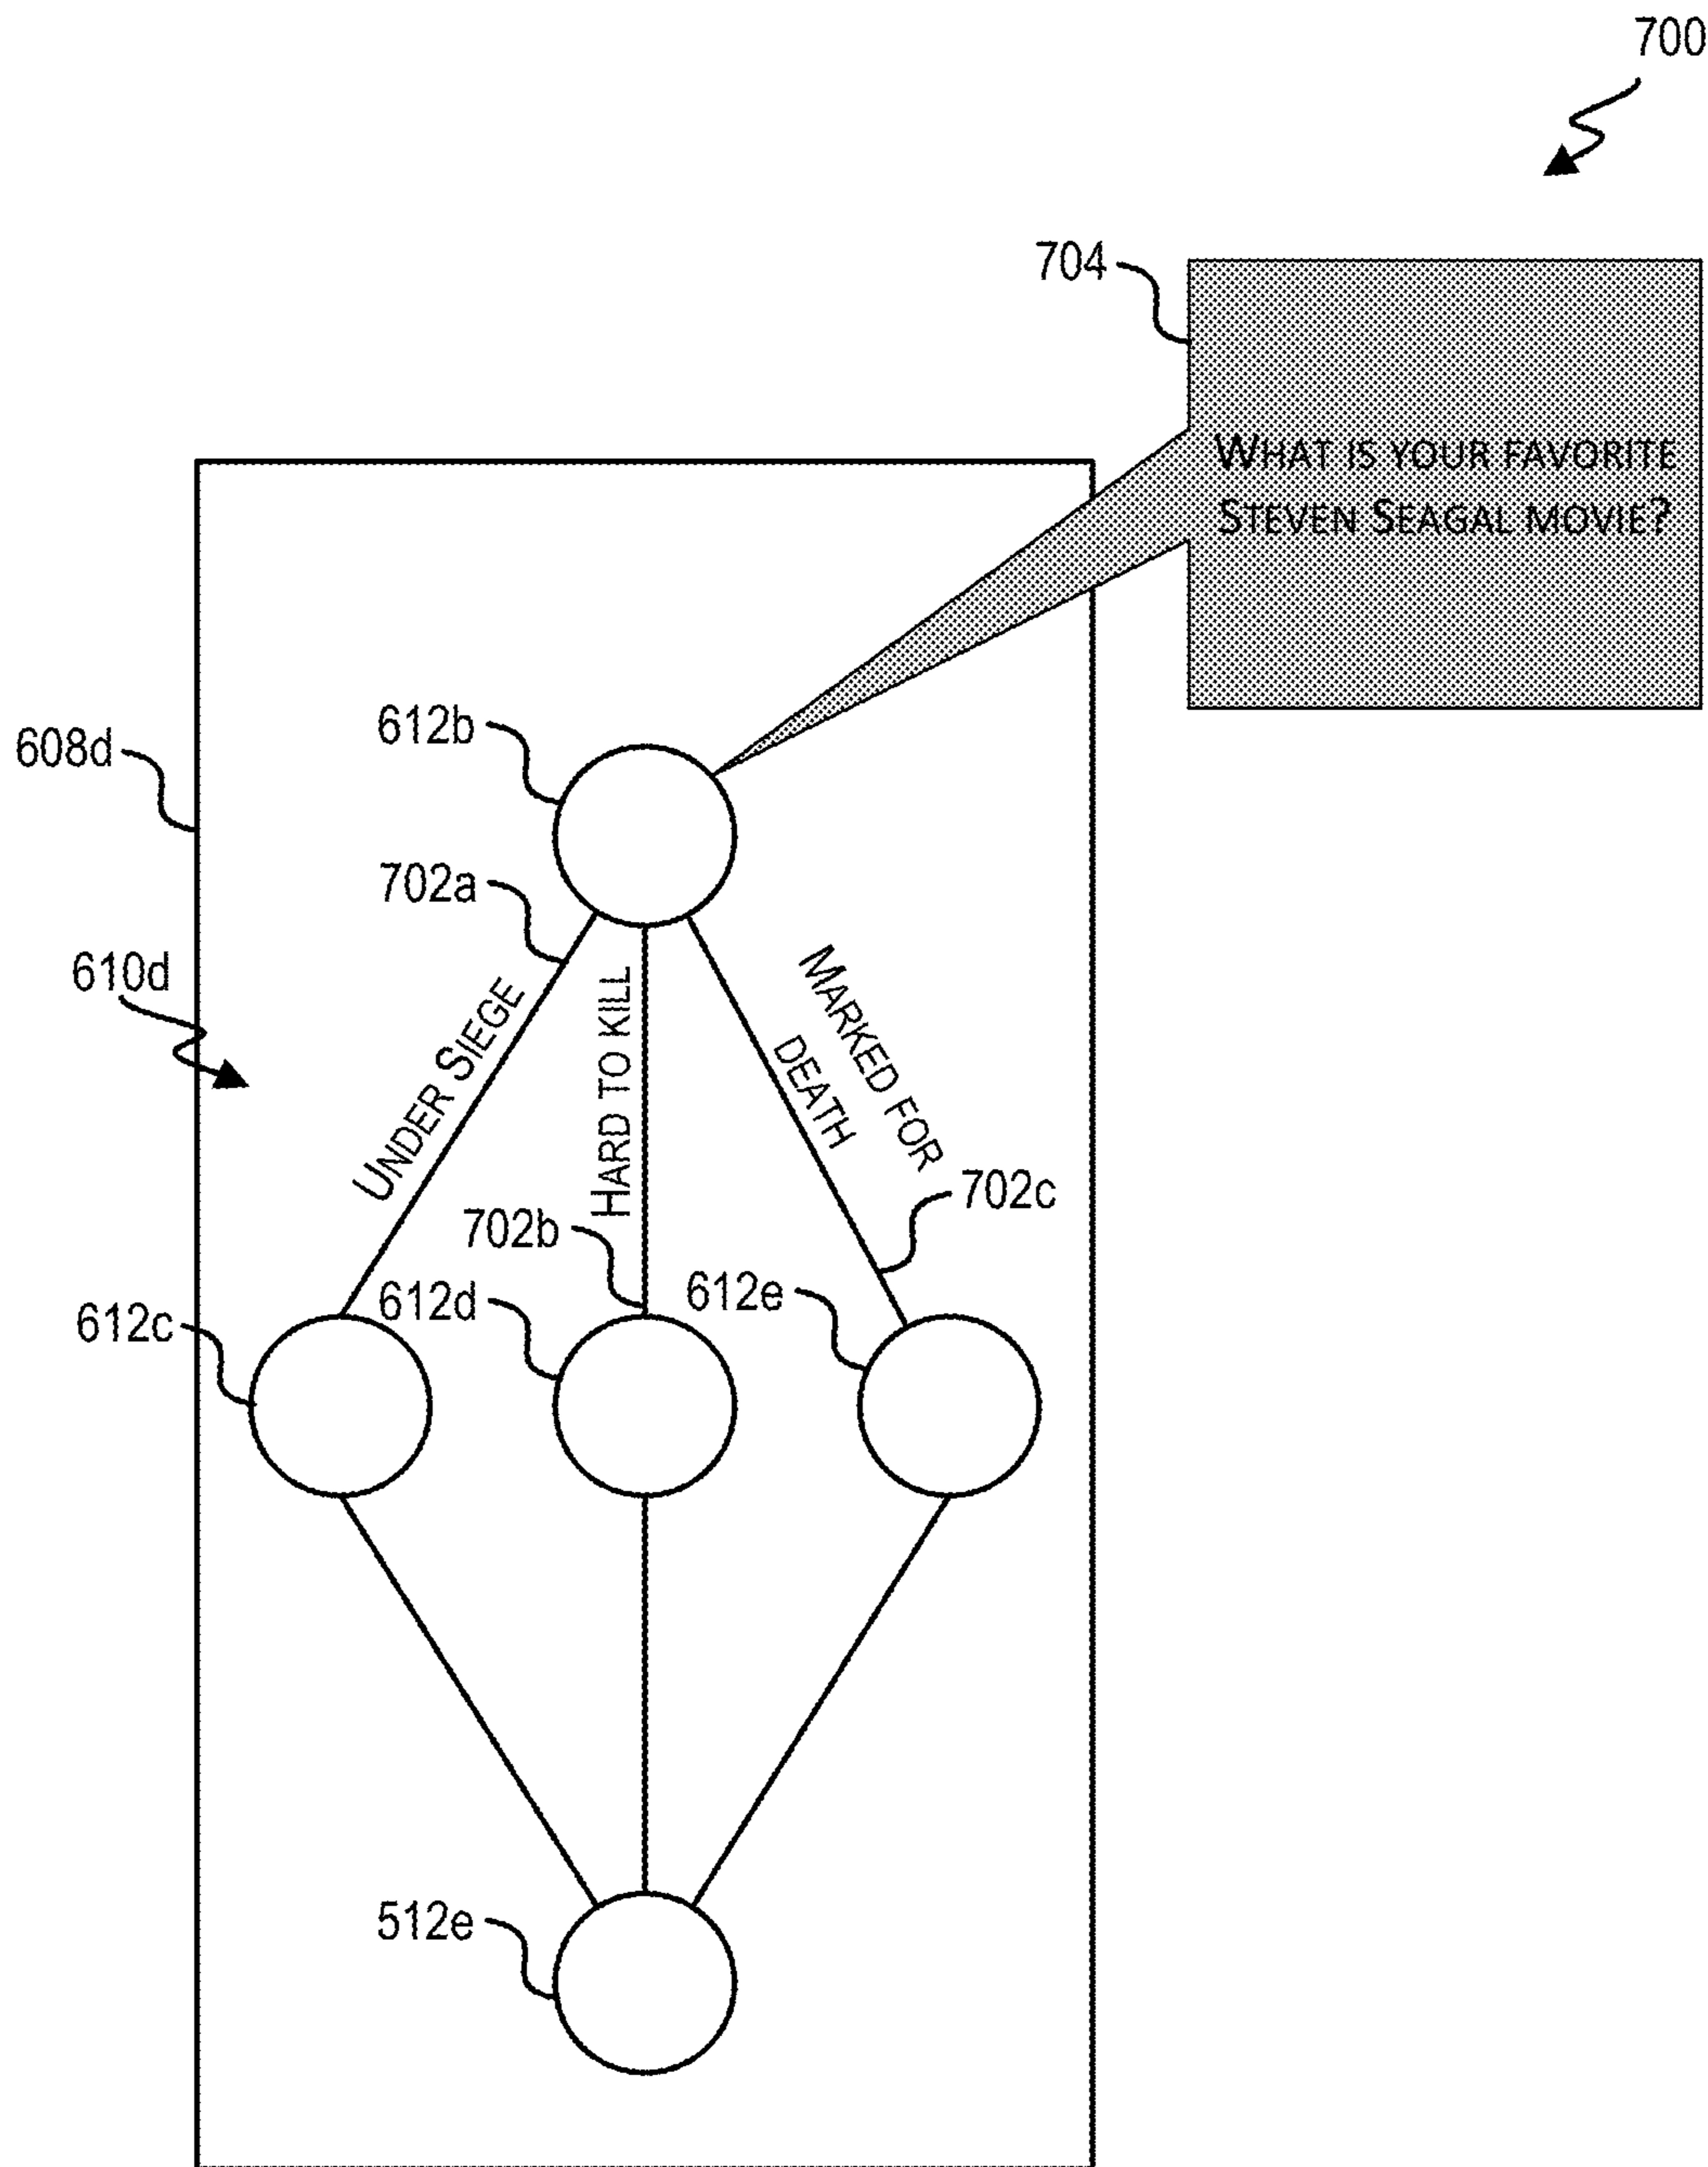 700
704
WHAT IS YOUR FAVORITE
STEVEN SEAGAL MOVIE?
612b
608d
702a
610d
UNDER SIEGE
HARD TO KILL
MARKED FOR
DEATH
702c
702b
612d
612e
612c
512e